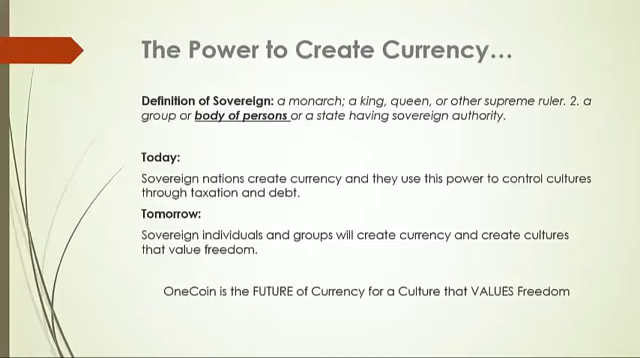 The Power to Create Currency…
Definition of Sovereign: a monarch; a king, queen, or other supreme ruler. 2. a
group or body of persons or a state having sovereign authority.
Today:
Sovereign nations create currency and they use this power to control cultures
through taxation and debt.
Tomorrow:
Sovereign individuals and groups will create currency and create cultures
that value freedom.
OneCoin is the FUTURE of Currency for a Culture that VALUES Freedom